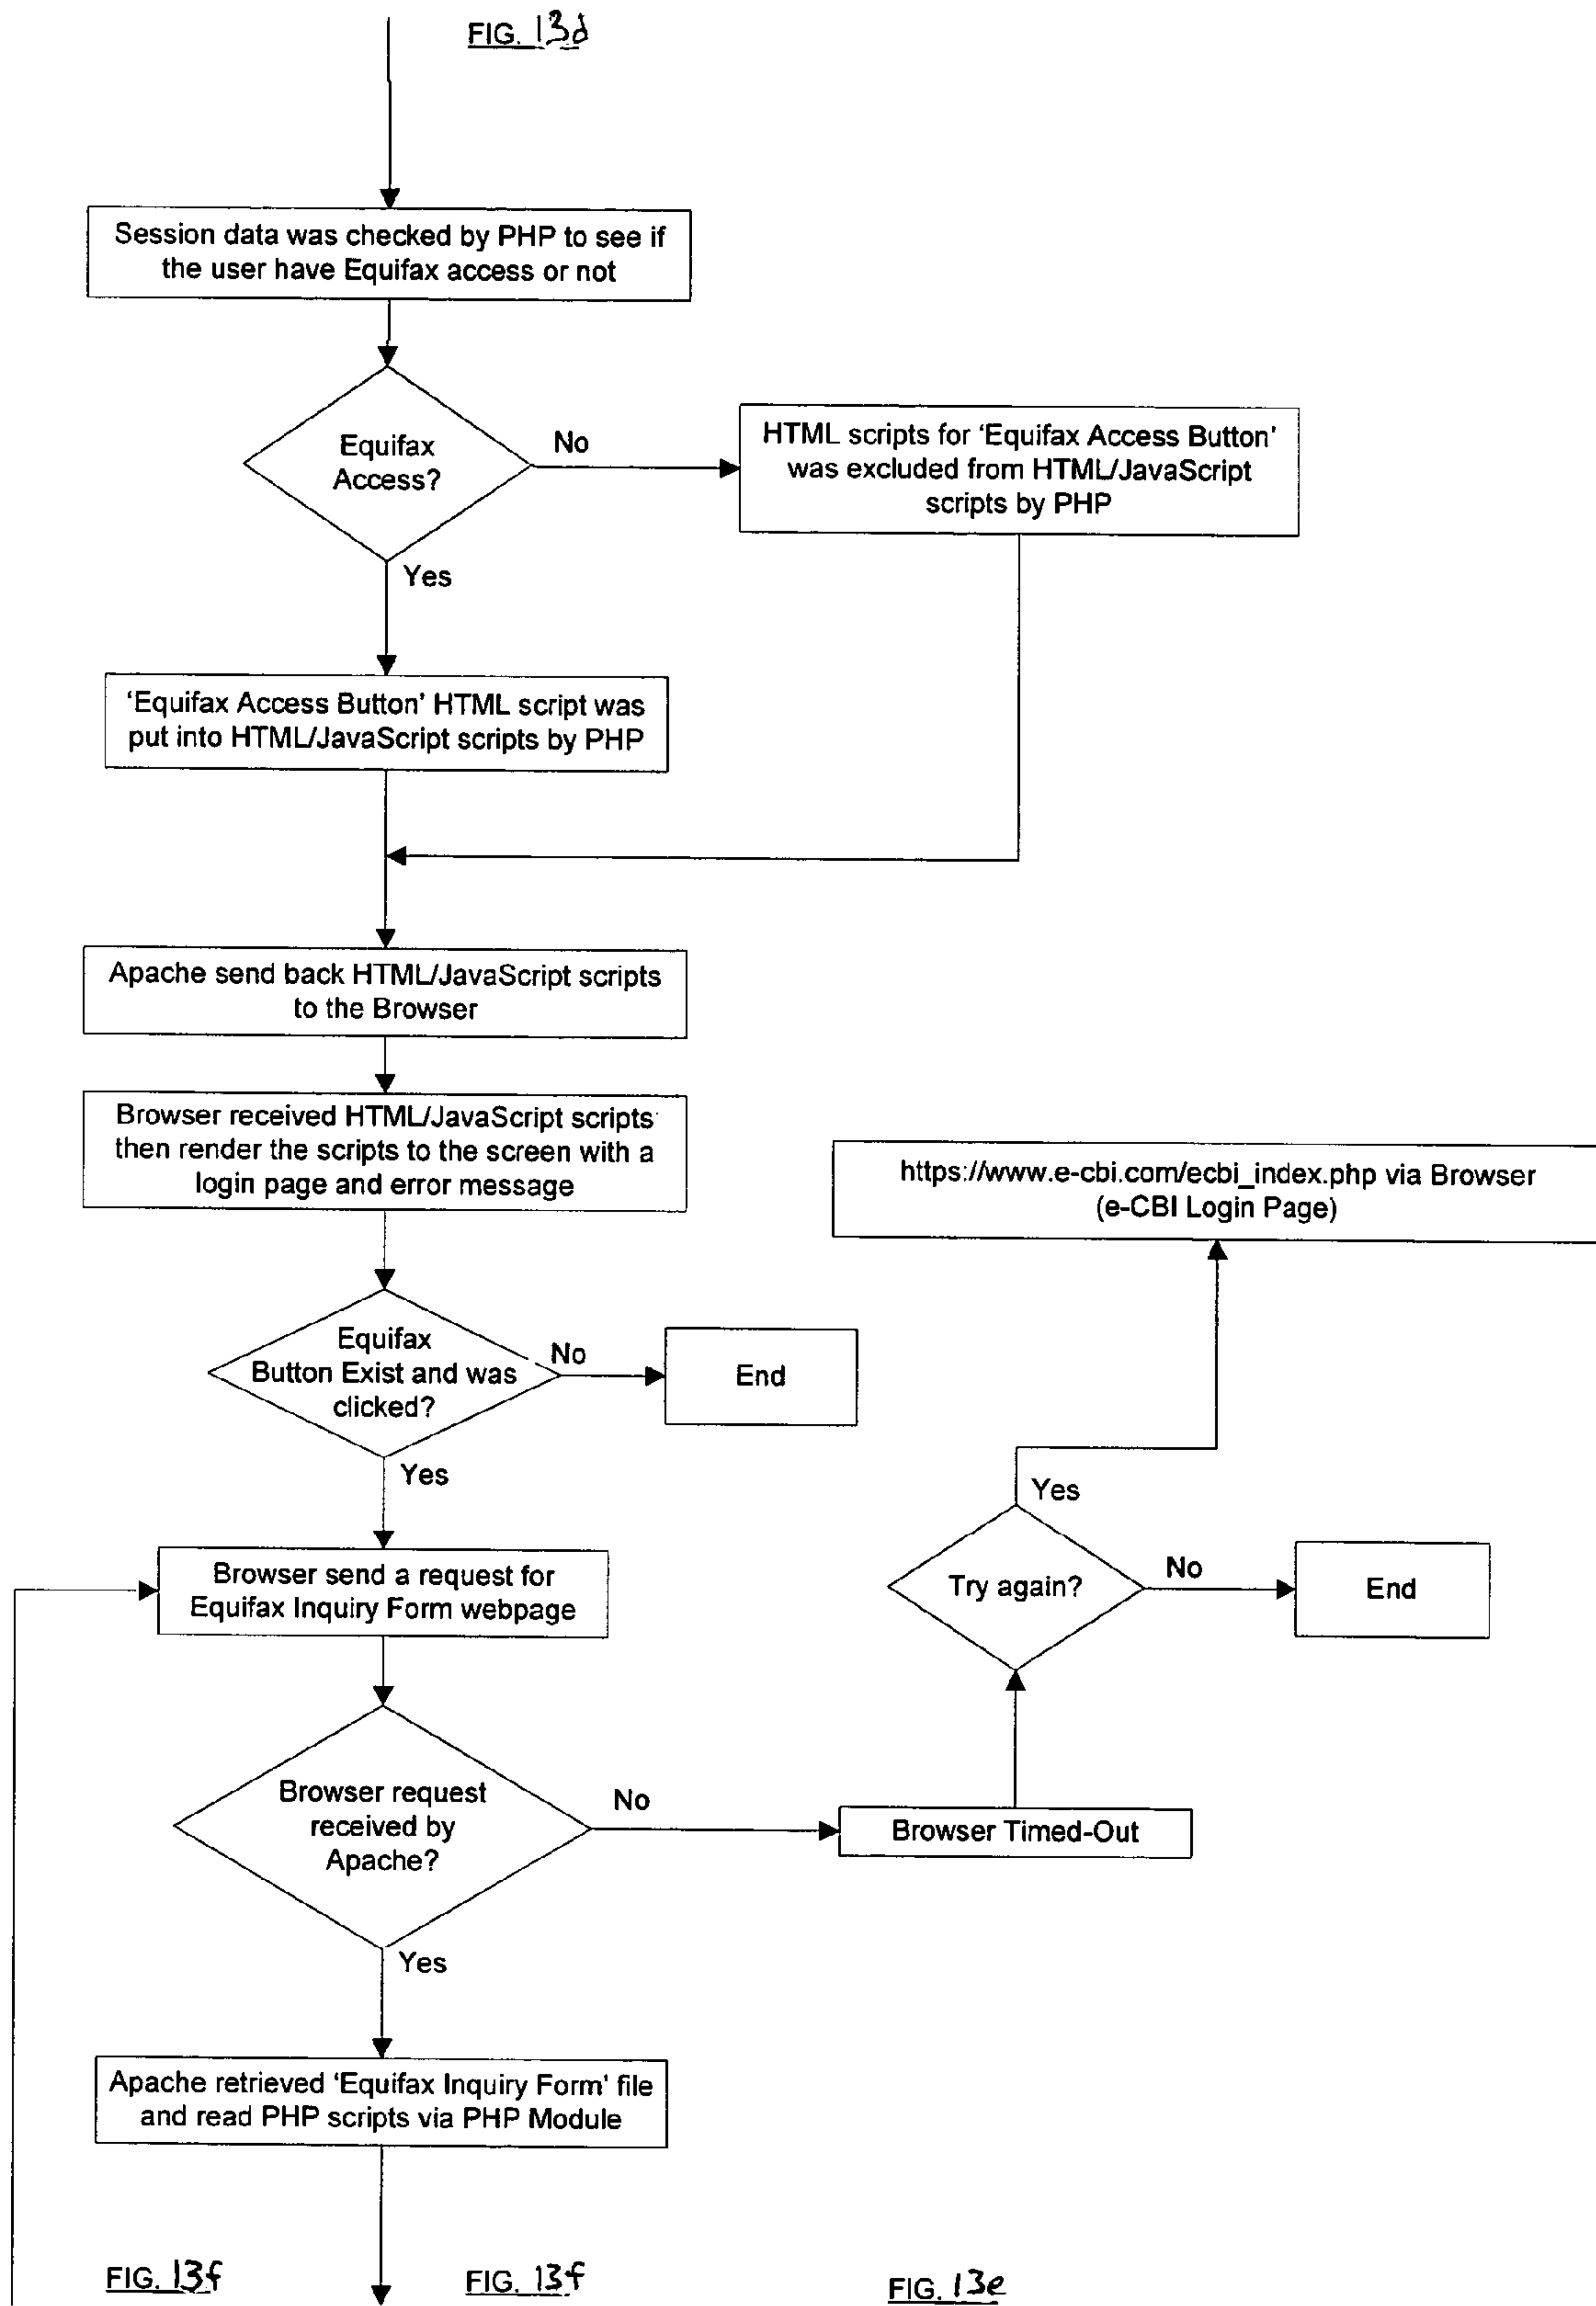 FIG. 13d
Session data was checked by PHP to see if
the user have Equifax access or not
Equifax
Access?
No
HTML scripts for ‘Equifax Access Button’
was excluded from HTML/JavaScript
scripts by PHP
Yes
‘Equifax Access Button’ HTML script was
put into HTML/JavaScript scripts by PHP
Apache send back HTML/JavaScript scripts
to the Browser
Browser received HTML/JavaScript scripts
then render the scripts to the screen with a
login page and error message
https://www.e-cbi.com/ecbi_index.php via Browser
(e-CBI Login Page)
Equifax
Button Exist and was
clicked?
No
End
Yes
Yes
Browser send a request for
Equifax Inquiry Form webpage
Try again?
No
End
Browser request
received by
Apache?
No
Browser Timed-Out
Yes
Apache retrieved ‘Equifax Inquiry Form’ file
and read PHP scripts via PHP Module
FIG. 13f
FIG. 13f
FIG. 13e